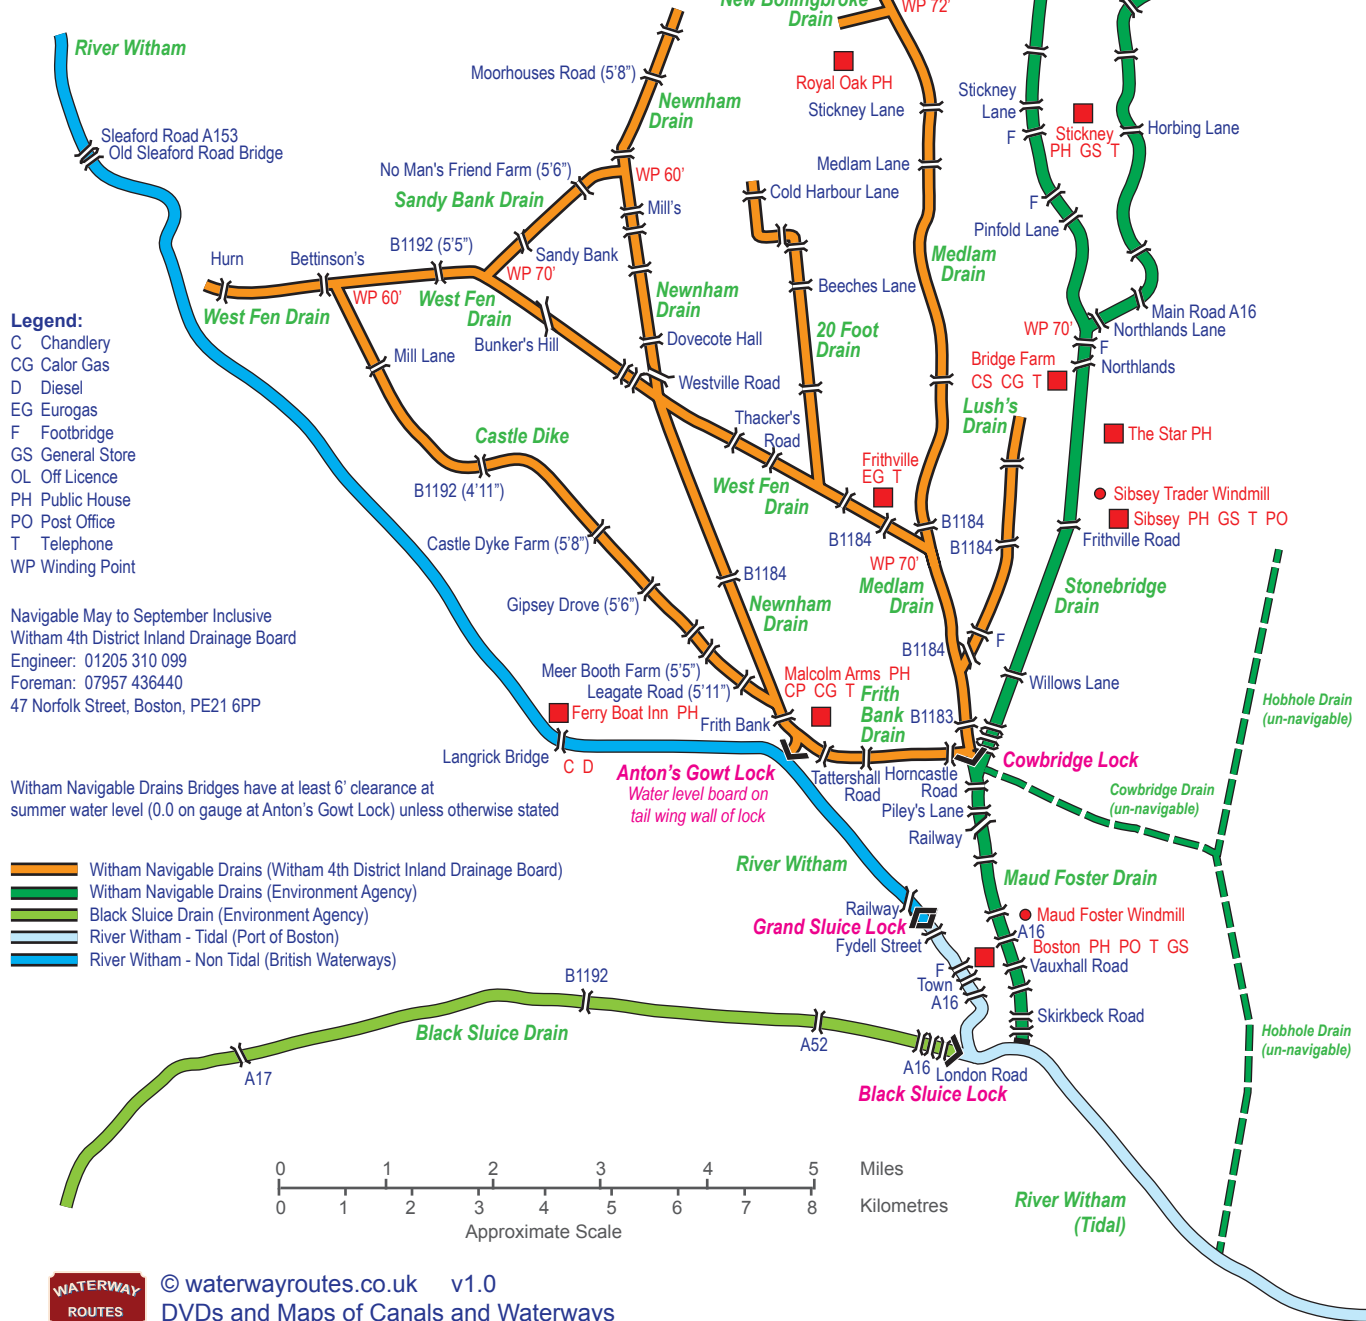 New Bollingbroke
Drain
WP 72'
River Witham
Moorhouses Road (5'8")
Royal Oak PH
Newnham
Drain
Stickney Lane
Stickney
Lane
F
Stickney
PH GS T
Horbing Lane
Sleaford Road A153
Old Sleaford Road Bridge
No Man's Friend Farm (5'6")
WP 60'
Medlam Lane
Cold Harbour Lane
Sandy Bank Drain
Mill's
F
Pinfold Lane
B1192 (5'5")
Sandy Bank
WP 70'
Medlam
Drain
Hurn
Bettinson's
WP 60'
West Fen Drain
West Fen
Drain
Newnham
Drain
Beeches Lane
Main Road A16
Northlands Lane
WP 70'
F
Northlands
Legend:
C Chandlery
CG Calor Gas
D Diesel
EG Eurogas
F Footbridge
GS General Store
OL Off Licence
PH Public House
PO Post Office
T Telephone
WP Winding Point
Mill Lane
Bunker's Hill
Dovecote Hall
20 Foot
Drain
Bridge Farm
CS CG T
Westville Road
Lush's
Drain
Thacker's
Road
The Star PH
Castle Dike
B1192 (4'11")
Frithville
EG T
West Fen
Drain
Sibsey Trader Windmill
Sibsey PH GS T PO
Frithville Road
B1184
B1184
B1184
Castle Dyke Farm (5'8")
WP 70'
B1184
Medlam
Drain
Stonebridge
Drain
Gipsey Drove (5'6")
Newnham
Drain
Navigable May to September Inclusive
Witham 4th District Inland Drainage Board
Engineer: 01205 310 099
Foreman: 07957 436440
47 Norfolk Street, Boston, PE21 6PP
F
B1184
Meer Booth Farm (5'5")
Leagate Road (5'11")
Malcolm Arms PH
CP CG T
Frith
Bank
Drain
Willows Lane
Hobhole Drain
(un-navigable)
Ferry Boat Inn PH
Frith Bank
B1183
Langrick Bridge
C D
Anton's Gowt Lock
Water level board on
tail wing wall of lock
Tattershall
Road
Horncastle
Road
Cowbridge Lock
Cowbridge Drain
(un-navigable)
Piley's Lane
Railway
Witham Navigable Drains Bridges have at least 6' clearance at
summer water level (0.0 on gauge at Anton's Gowt Lock) unless otherwise stated
Witham Navigable Drains (Witham 4th District Inland Drainage Board)
Witham Navigable Drains (Environment Agency)
Black Sluice Drain (Environment Agency)
River Witham - Tidal (Port of Boston)
River Witham - Non Tidal (British Waterways)
River Witham
Maud Foster Drain
Railway
Grand Sluice Lock
Fydell Street
Maud Foster Windmill
A16
Boston PH PO T GS
Vauxhall Road
F
Town
A16
Skirkbeck Road
B1192
Black Sluice Drain
A52
A17
A16
London Road
Black Sluice Lock
Hobhole Drain
(un-navigable)
0 1 2 3 4 5 Miles
0 1 2 3 4 5 6 7 8 Kilometres
Approximate Scale
River Witham
(Tidal)
WATERWAY
ROUTES
© waterwayroutes.co.uk v1.0
DVDs and Maps of Canals and Waterways